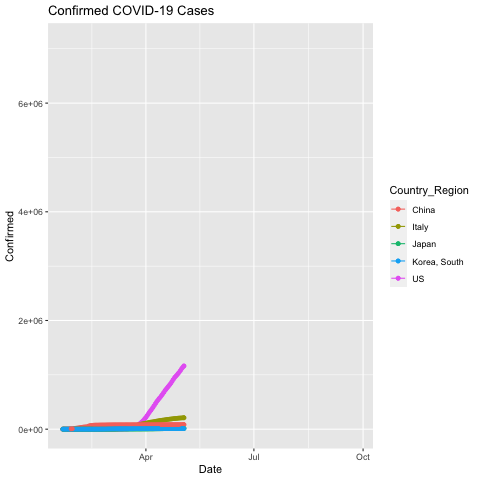 Confirmed COVID-19 Cases
6e+06
4e+06
2e+06
0e+00
Confirmed
Apr
Jul
Oct
Date
Country_Region
China
Italy
Japan
Korea, South
US